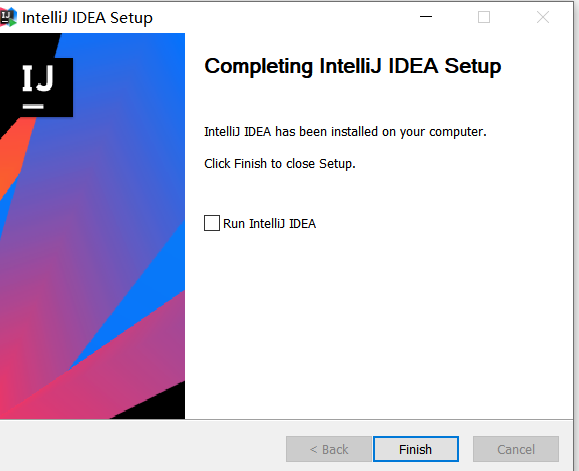 IntelliJ IDEA Setup
IJ
Completing IntelliJ IDEA Setup
IntelliJ IDEA has been installed on your computer.
Click Finish to close Setup.
Run IntelliJ IDEA
< Back
Finish
Cancel